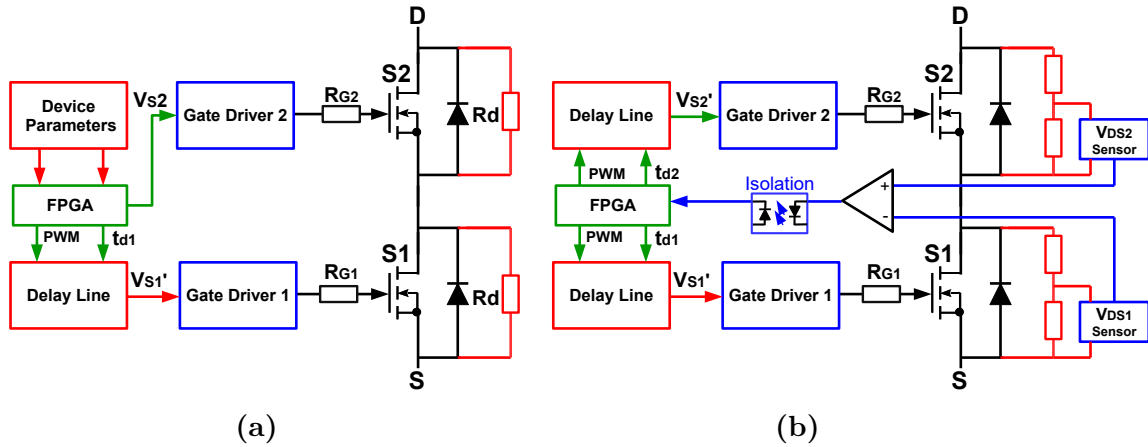 D
S2
VS2
Device
Parameters
Gate Driver 2
RG2
Rd
FPGA
PWM
td1
S1
VS1'
RG1
Delay Line
Gate Driver 1
Rd
S
(a)
D
S2
VS2'
Delay Line
Gate Driver 2
RG2
VDS2
Sensor
PWM
td2
Isolation
+
FPGA
-
PWM
td1
S1
VS1'
RG1
Delay Line
Gate Driver 1
VDS1
Sensor
S
(b)